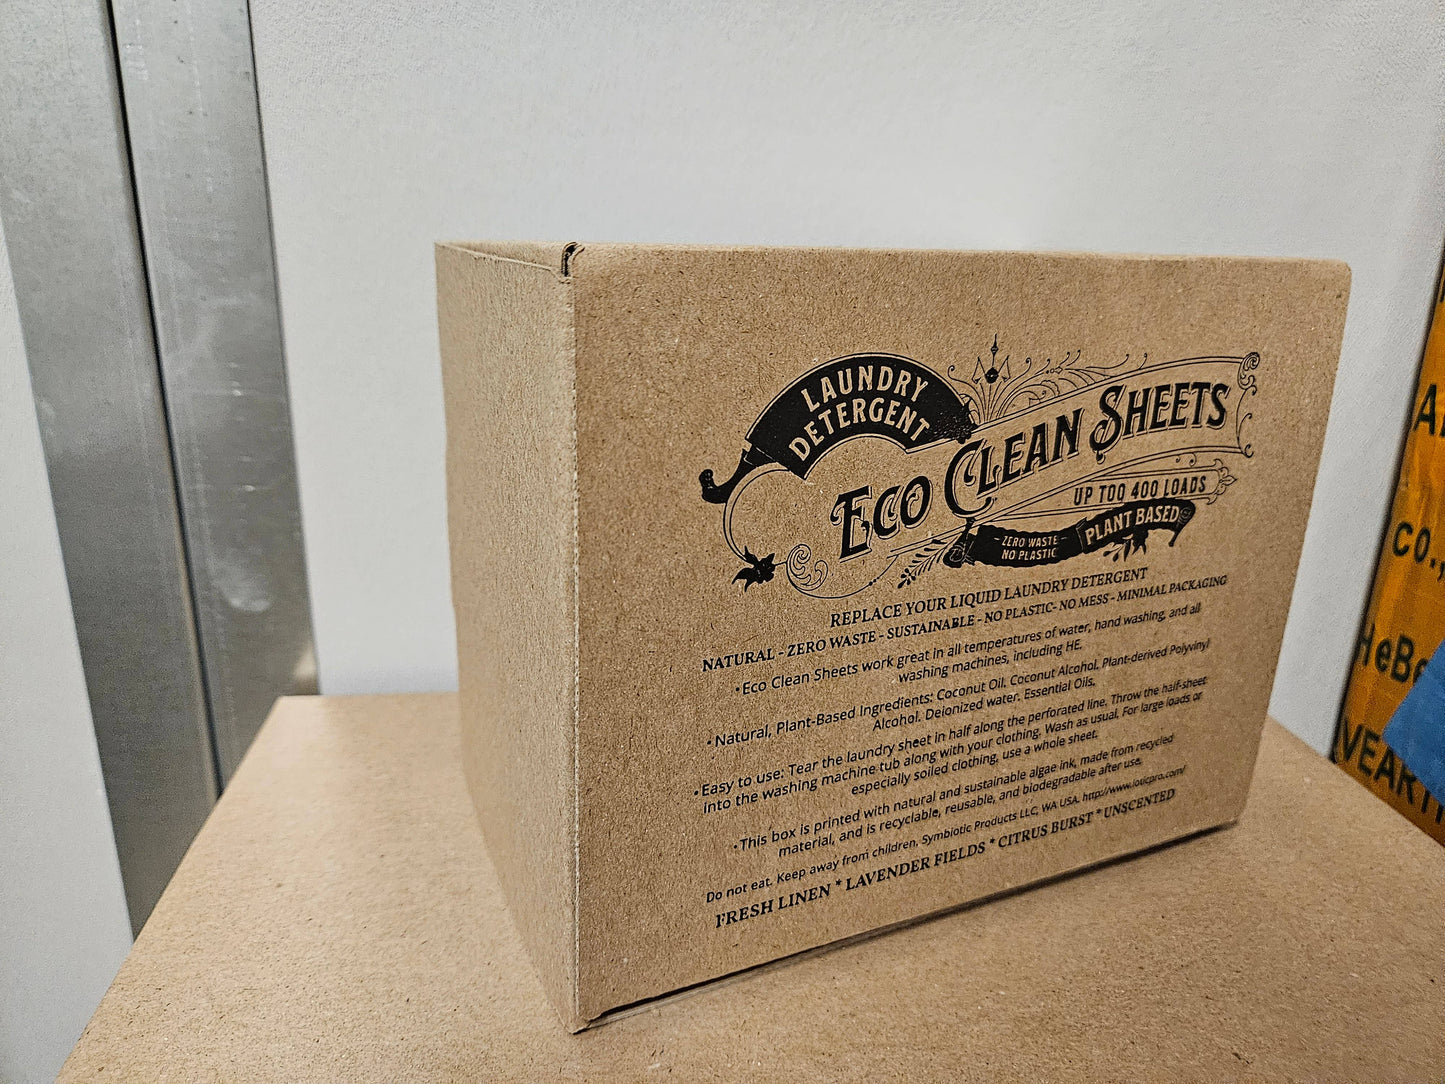 LAUNDRY
DETERGENT
ECO CLEAN SHEETS
UP TOO 400 LOADS
- ZERO WASTE -
NO PLASTIC
PLANT BASED
REPLACE YOUR LIQUID LAUNDRY DETERGENT
NATURAL - ZERO WASTE - SUSTAINABLE - NO PLASTIC- NO MESS - MINIMAL PACKAGING
• Eco Clean Sheets work great in all temperatures of water, hand washing, and all
washing machines, including HE.
• Natural, Plant-Based Ingredients: Coconut Oil. Coconut Alcohol. Plant-derived Polyvinyl
Alcohol. Deionized water. Essential Oils.
• Easy to use: Tear the laundry sheet in half along the perforated line. Throw the half-sheet
into the washing machine tub along with your clothing. Wash as usual. For large loads or
especially soiled clothing, use a whole sheet.
• This box is printed with natural and sustainable algae ink, made from recycled
material, and is recyclable, reusable, and biodegradable after use.
Do not eat. Keep away from children. Symbiotic Products LLC, WA USA.
FRESH LINEN * LAVENDER FIELDS * CITRUS BURST * UNSCENTED
CO.,